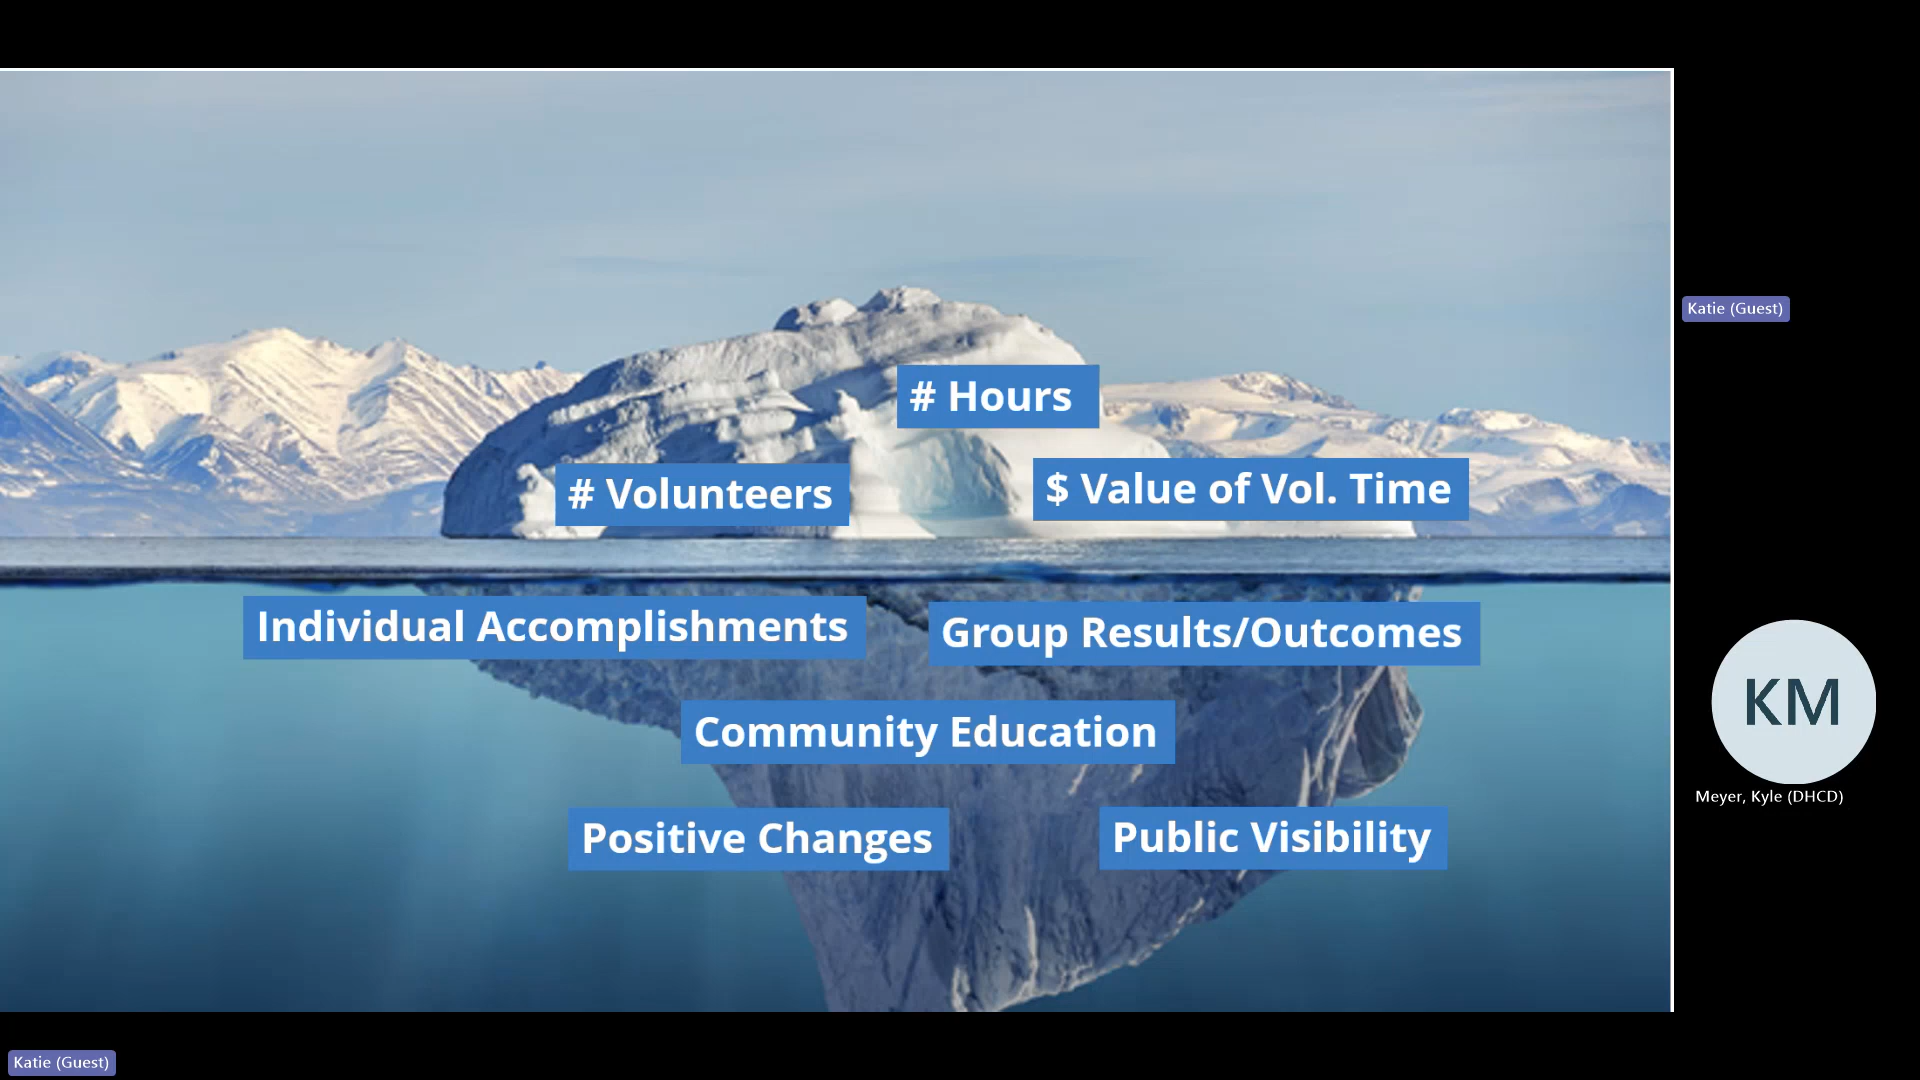 # Hours
# Volunteers
$ Value of Vol. Time
Individual Accomplishments
Group Results/Outcomes
Community Education
Positive Changes
Public Visibility
Katie (Guest)
KM
Meyer, Kyle (DHCD)
Katie (Guest)